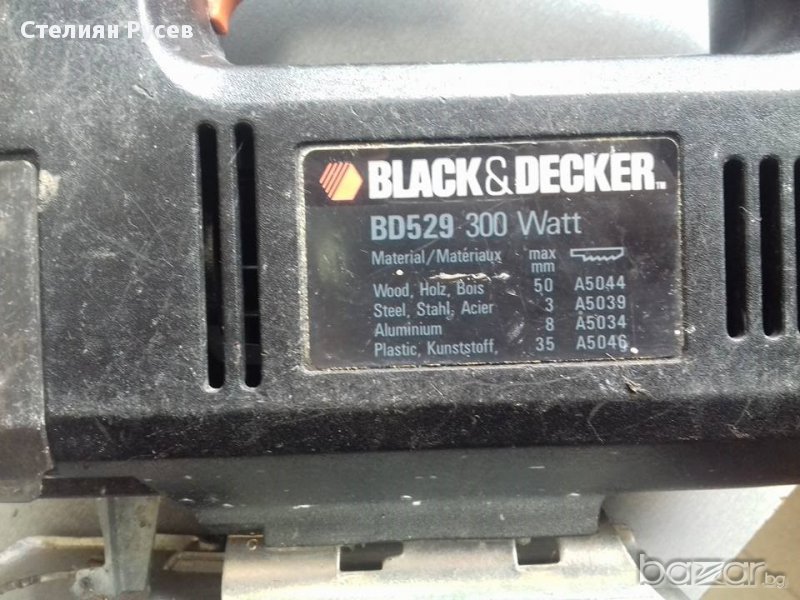 Стелиян Русев
BLACK&DECKER™
BD529 300 Watt
Material/Matériaux max mm
Wood, Holz, Bois 50 A5044
Steel, Stahl, Acier 3 A5039
Aluminium 8 A5034
Plastic, Kunststoff, 35 A5046
bazar.bg